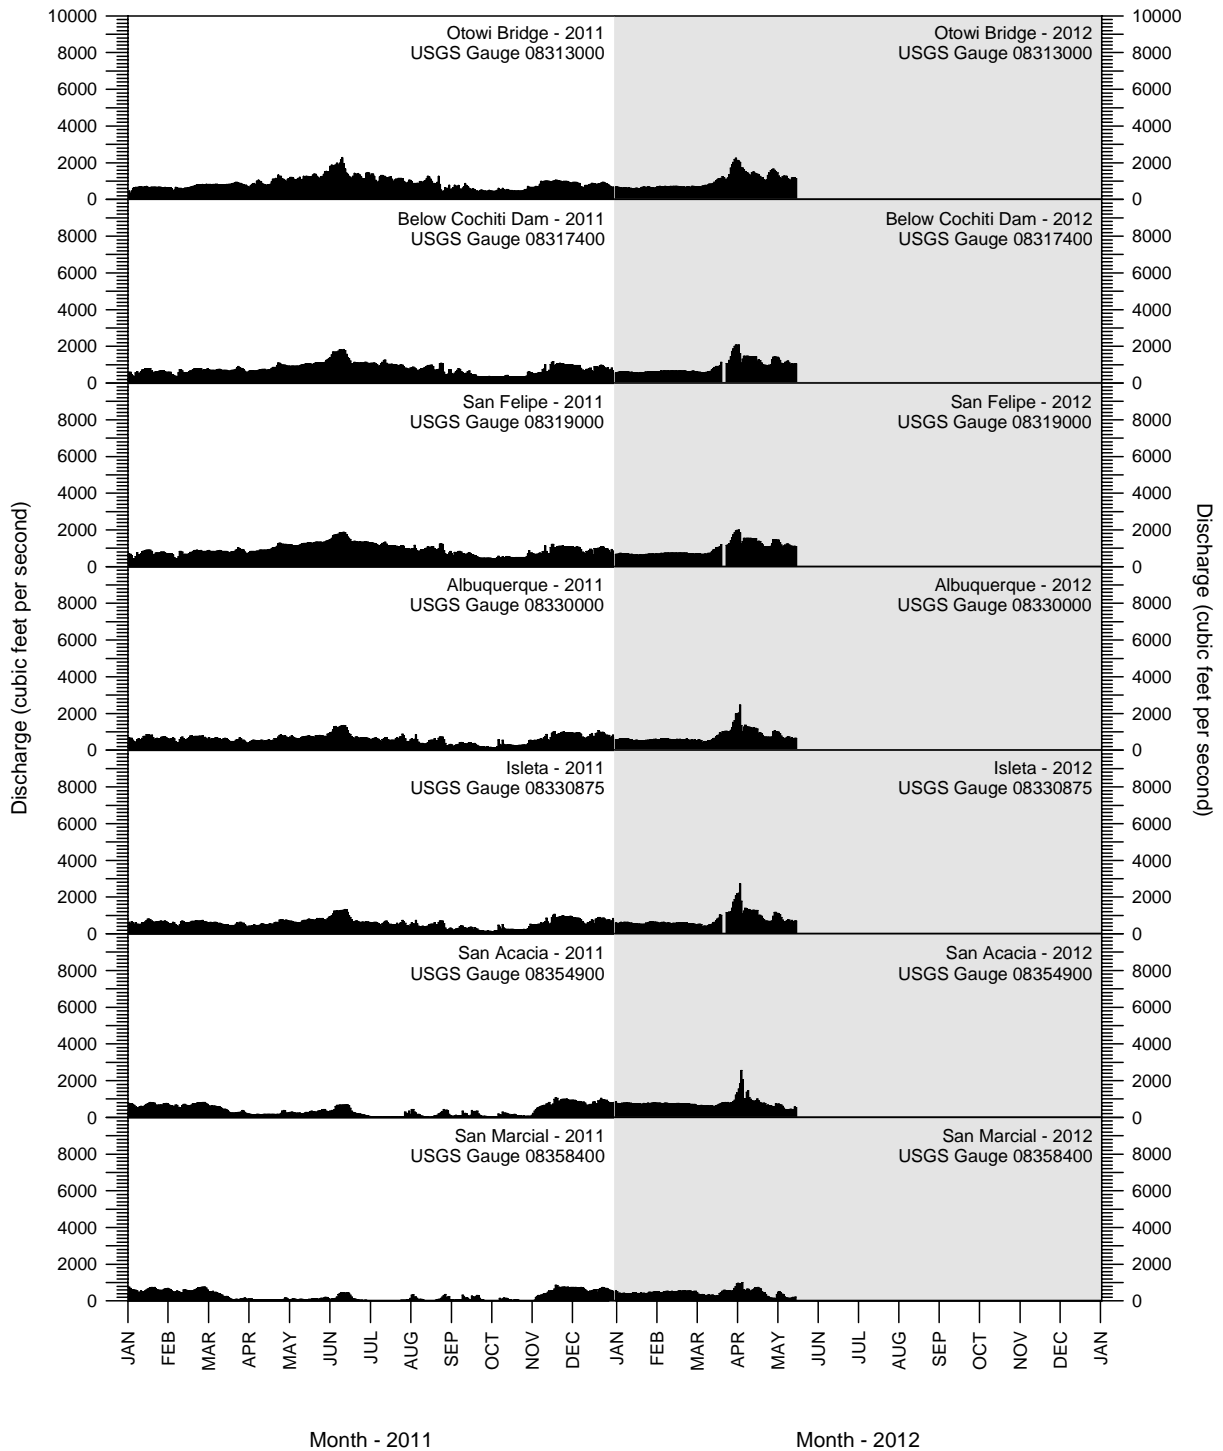 10000
8000
6000
4000
2000
0
8000
6000
4000
2000
0
8000
6000
4000
2000
0
8000
6000
4000
2000
0
8000
6000
4000
2000
0
8000
6000
4000
2000
0
8000
6000
4000
2000
0
Discharge (cubic feet per second)
Otowi Bridge - 2011
USGS Gauge 08313000
Below Cochiti Dam - 2011
USGS Gauge 08317400
San Felipe - 2011
USGS Gauge 08319000
Albuquerque - 2011
USGS Gauge 08330000
Isleta - 2011
USGS Gauge 08330875
San Acacia - 2011
USGS Gauge 08354900
San Marcial - 2011
USGS Gauge 08358400
Otowi Bridge - 2012
USGS Gauge 08313000
Below Cochiti Dam - 2012
USGS Gauge 08317400
San Felipe - 2012
USGS Gauge 08319000
Albuquerque - 2012
USGS Gauge 08330000
Isleta - 2012
USGS Gauge 08330875
San Acacia - 2012
USGS Gauge 08354900
San Marcial - 2012
USGS Gauge 08358400
10000
8000
6000
4000
2000
0
8000
6000
4000
2000
0
8000
6000
4000
2000
0
8000
6000
4000
2000
0
8000
6000
4000
2000
0
8000
6000
4000
2000
0
8000
6000
4000
2000
0
Discharge (cubic feet per second)
JAN
FEB
MAR
APR
MAY
JUN
JUL
AUG
SEP
OCT
NOV
DEC
JAN
FEB
MAR
APR
MAY
JUN
JUL
AUG
SEP
OCT
NOV
DEC
JAN
Month - 2011
Month - 2012